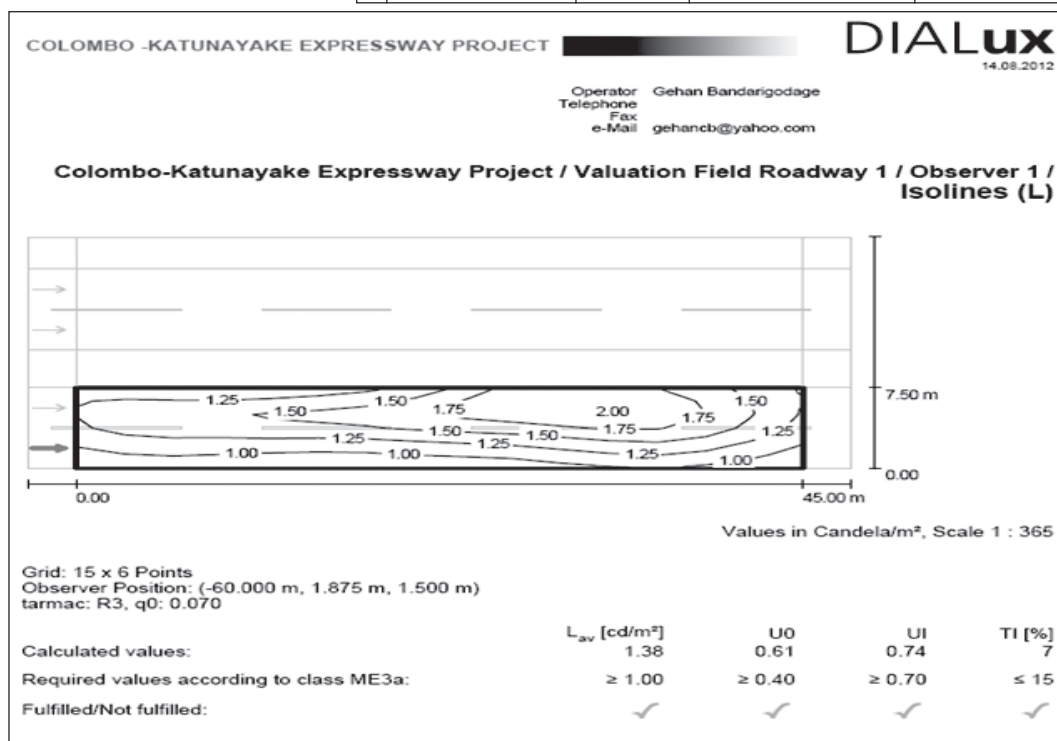 COLOMBO -KATUNAYAKE EXPRESSWAY PROJECT
DIALux
14.08.2012
Operator Gehan Bandarigodage
Telephone
Fax
e-Mail gehancb@yahoo.com
Colombo-Katunayake Expressway Project / Valuation Field Roadway 1 / Observer 1 /
Isolines (L)
1.25 1.50 1.50
1.50 1.75 2.00 1.75 7.50 m
1.50 1.50 1.75 1.25
1.25 1.25 1.25
1.00 1.00 1.00
0.00
0.00 45.00 m
Values in Candela/m², Scale 1 : 365
Grid: 15 x 6 Points
Observer Position: (-60.000 m, 1.875 m, 1.500 m)
tarmac: R3, q0: 0.070
Lav [cd/m²] U0 UI TI [%]
Calculated values: 1.38 0.61 0.74 7
Required values according to class ME3a: ≥ 1.00 ≥ 0.40 ≥ 0.70 ≤ 15
Fulfilled/Not fulfilled: ✓ ✓ ✓ ✓